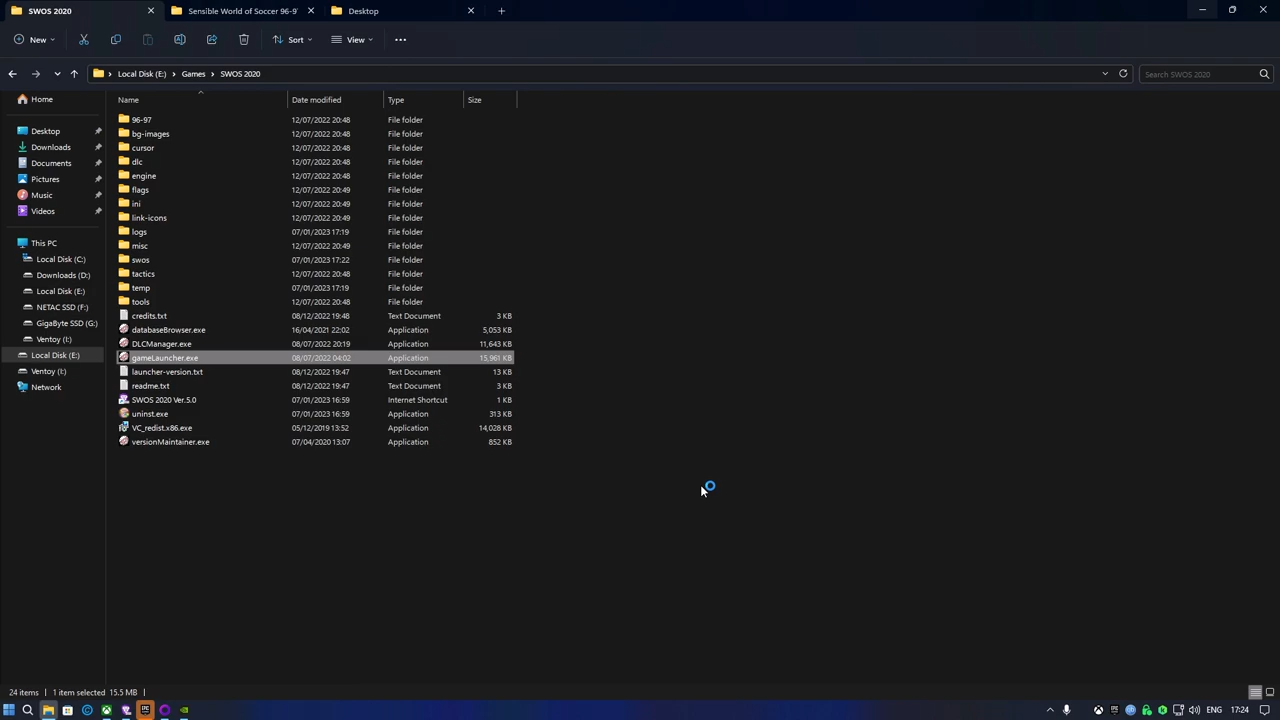 SWOS 2020
Sensible World of Soccer 96-97
Desktop
New
Sort
View
Local Disk (E:) Games SWOS 2020
Search SWOS 2020
Name Date modified Type Size
Home
Desktop
Downloads
Documents
Pictures
Music
Videos
This PC
Local Disk (C:)
Downloads (D:)
Local Disk (E:)
NETAC SSD (F:)
GigaByte SSD (G:)
Ventoy (I:)
Local Disk (E:)
Ventoy (I:)
Network
96-97 12/07/2022 20:48 File folder
bg-images 12/07/2022 20:48 File folder
cursor 12/07/2022 20:48 File folder
dlc 12/07/2022 20:48 File folder
engine 12/07/2022 20:48 File folder
flags 12/07/2022 20:49 File folder
ini 12/07/2022 20:49 File folder
link-icons 12/07/2022 20:49 File folder
logs 07/01/2023 17:19 File folder
misc 12/07/2022 20:49 File folder
swos 07/01/2023 17:22 File folder
tactics 12/07/2022 20:48 File folder
temp 07/01/2023 17:19 File folder
tools 12/07/2022 20:48 File folder
credits.txt 08/12/2022 19:48 Text Document 3 KB
databaseBrowser.exe 16/04/2021 22:02 Application 5,053 KB
DLCManager.exe 08/07/2022 20:19 Application 11,643 KB
gameLauncher.exe 08/07/2022 04:02 Application 15,961 KB
launcher-version.txt 08/12/2022 19:47 Text Document 13 KB
readme.txt 08/12/2022 19:47 Text Document 3 KB
SWOS 2020 Ver.5.0 07/01/2023 16:59 Internet Shortcut 1 KB
uninst.exe 07/01/2023 16:59 Application 313 KB
VC_redist.x86.exe 05/12/2019 13:52 Application 14,028 KB
versionMaintainer.exe 07/04/2020 13:07 Application 852 KB
24 items 1 item selected 15.5 MB
ENG 17:24